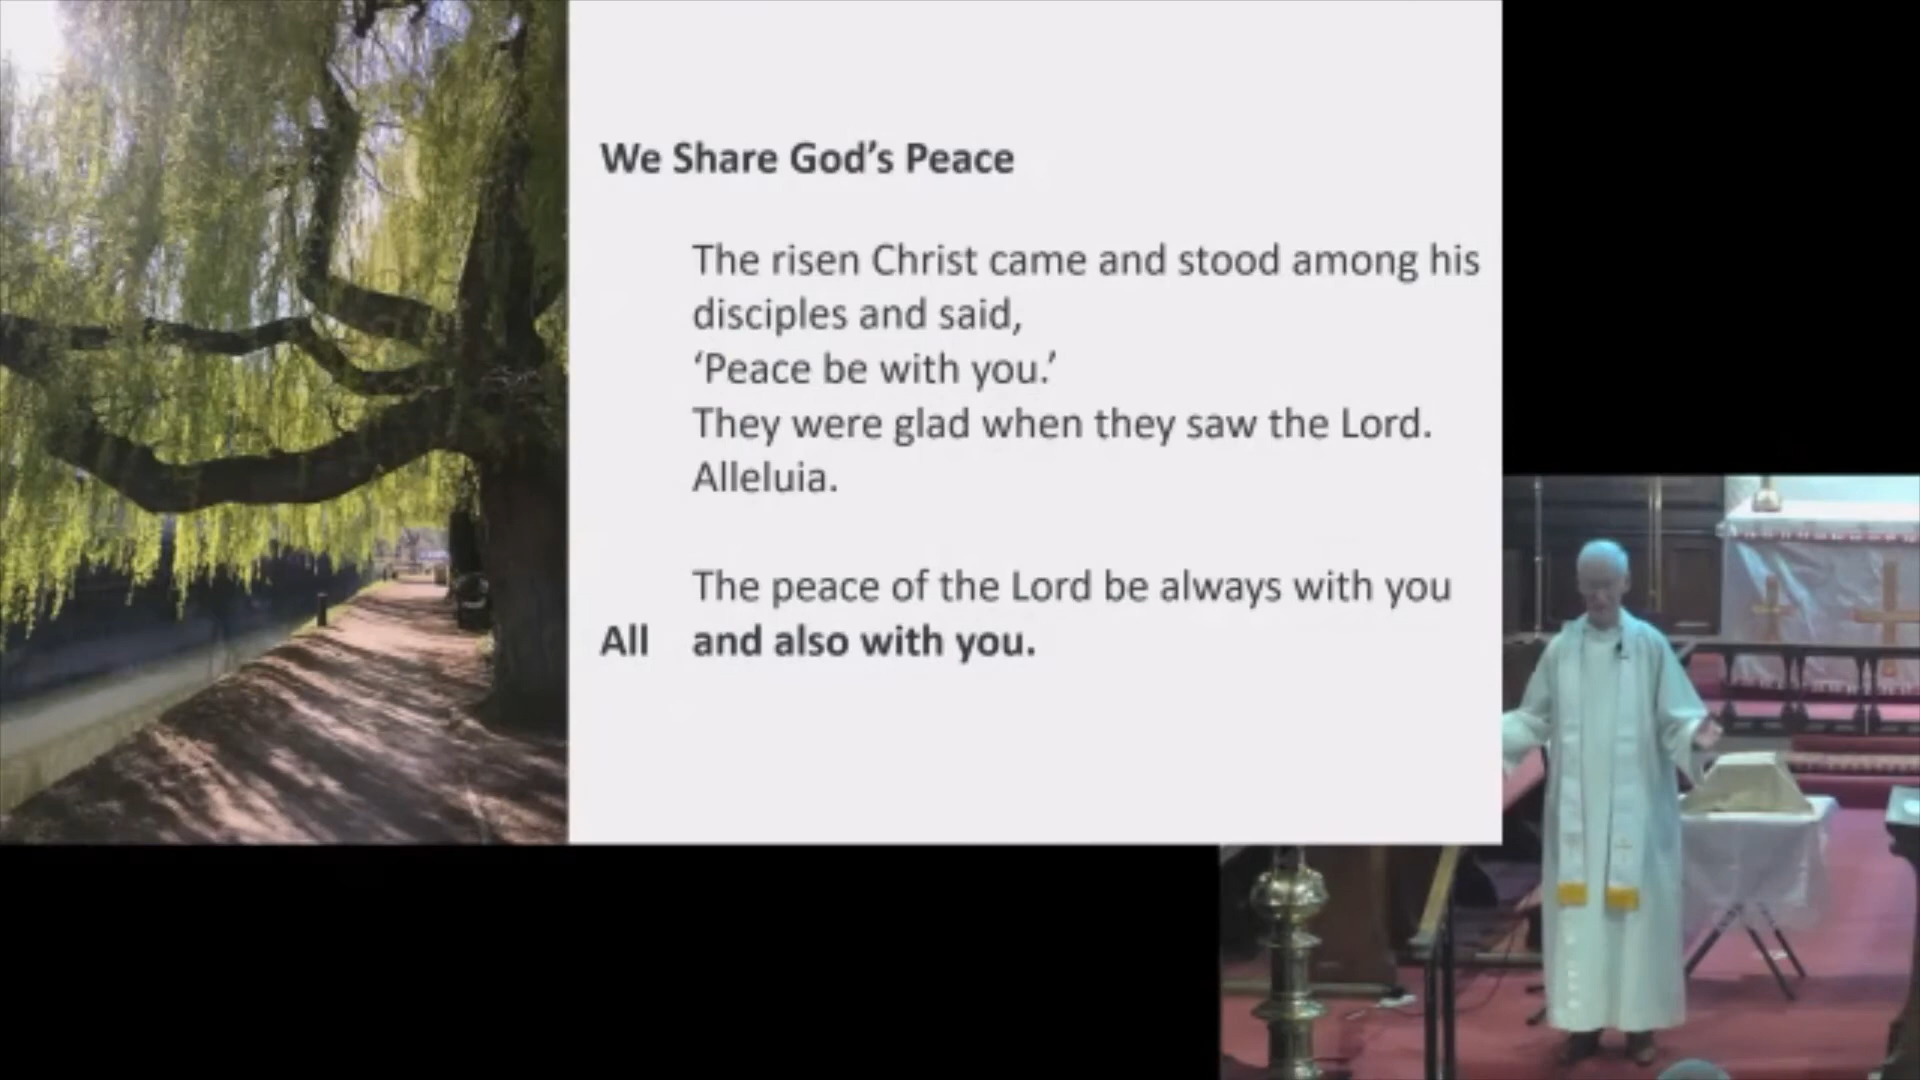 We Share God’s Peace
The risen Christ came and stood among his
disciples and said,
‘Peace be with you.’
They were glad when they saw the Lord.
Alleluia.
The peace of the Lord be always with you
All and also with you.